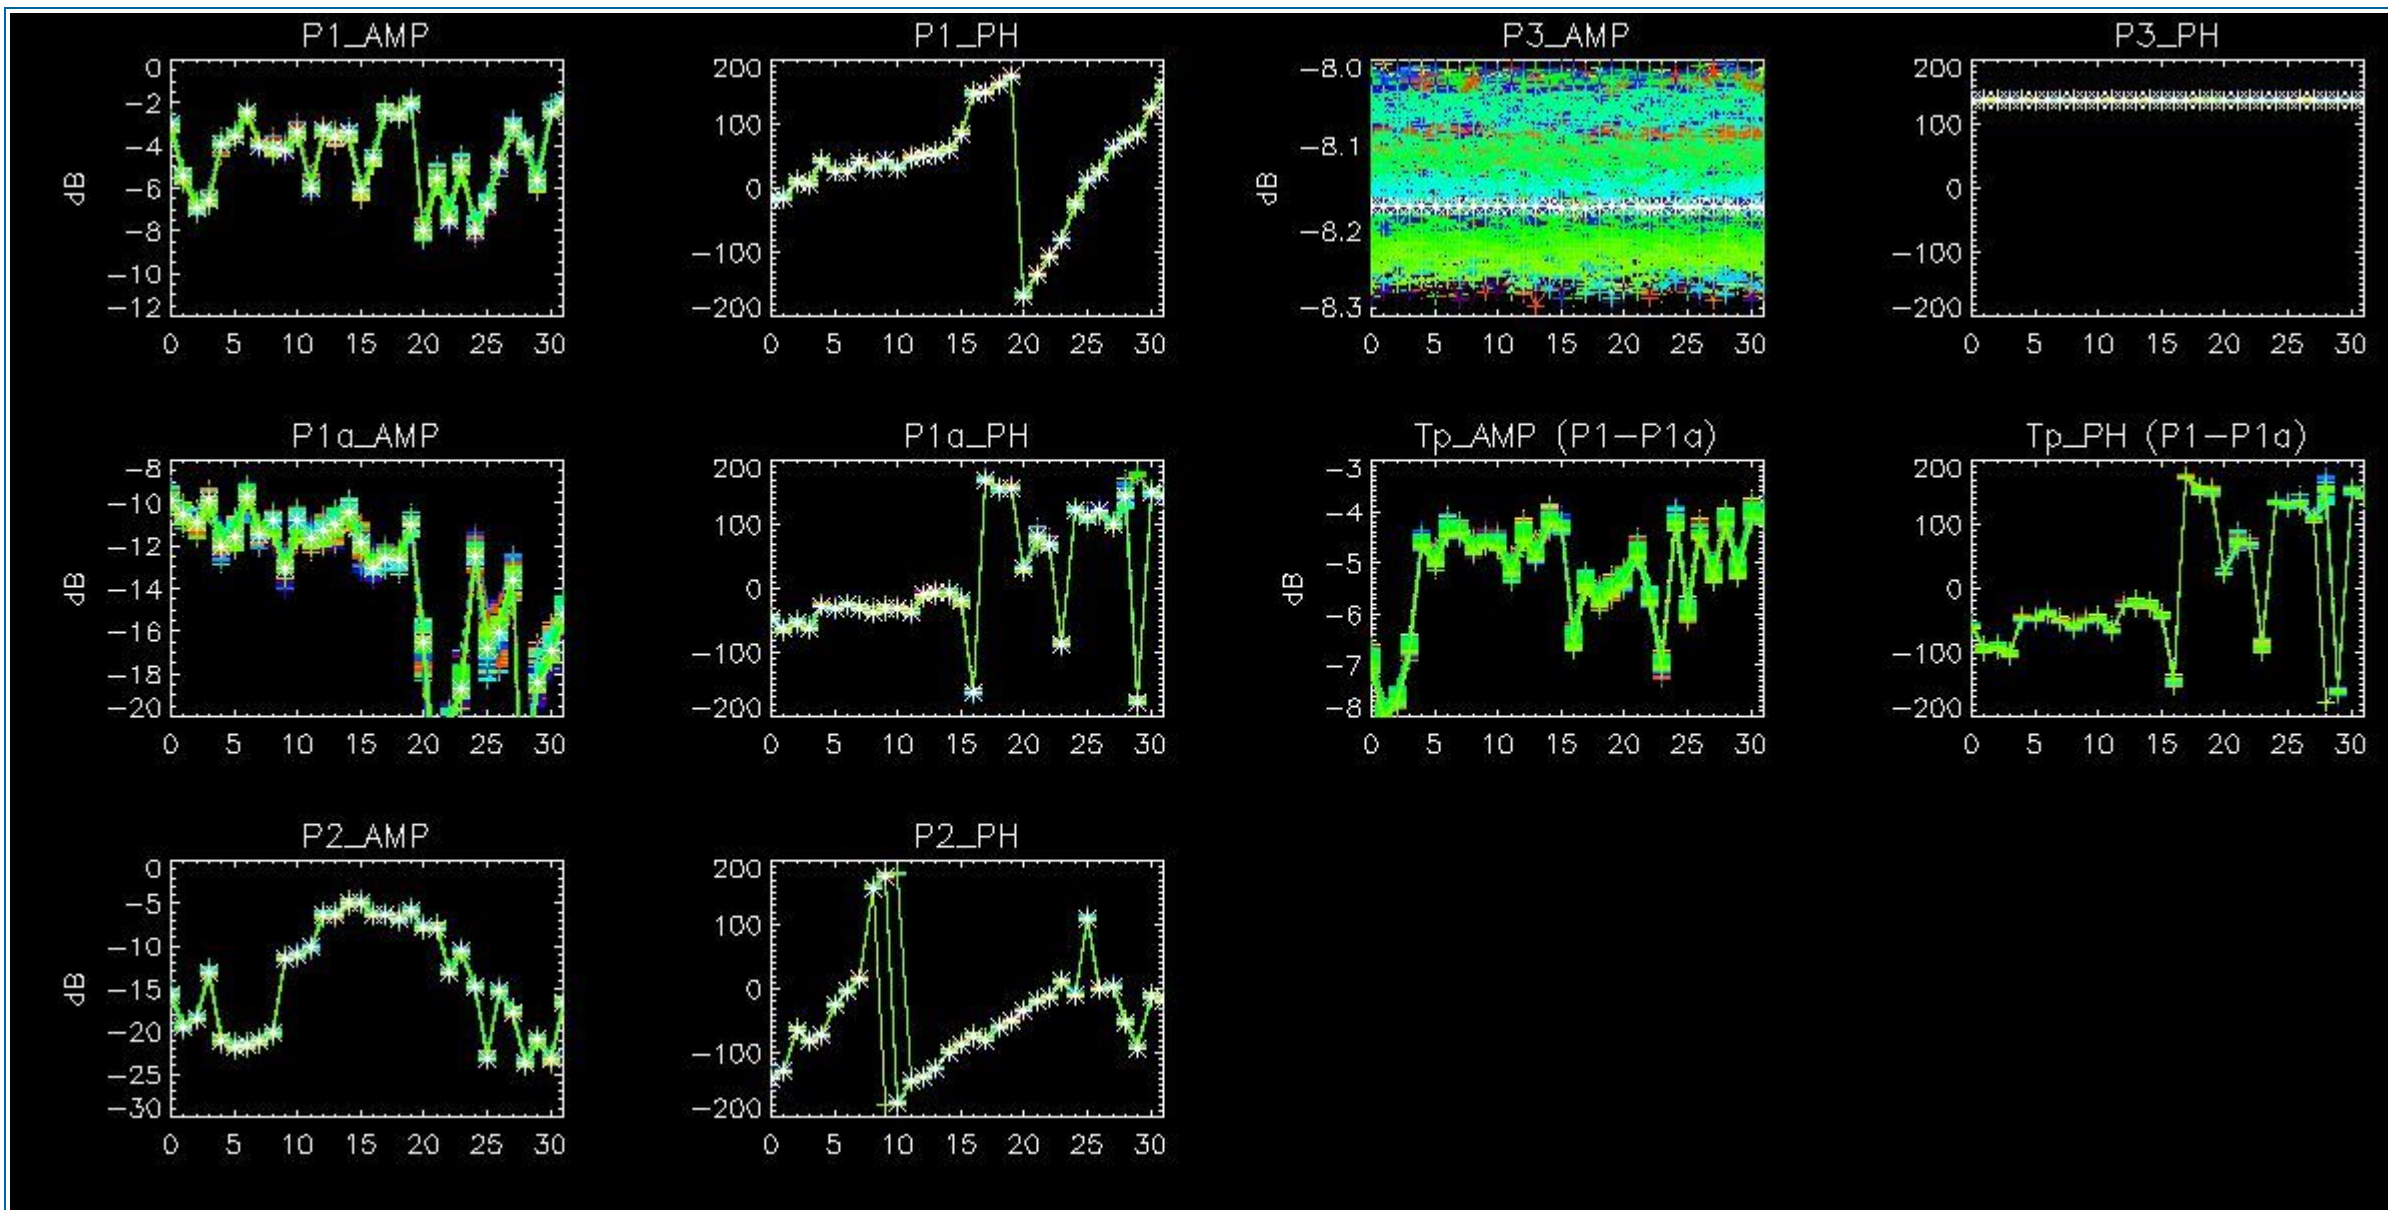 P1_AMP P1_PH P3_AMP P3_PH
0 200 -8.0 200
-2
-4 100 -8.1 100
dB -6 0 dB 0
-8 -8.2
-10 -100 -100
-12 -200 -8.3 -200
0 5 10 15 20 25 30 0 5 10 15 20 25 30 0 5 10 15 20 25 30 0 5 10 15 20 25 30
P1a_AMP P1a_PH Tp_AMP (P1-P1a) Tp_PH (P1-P1a)
-8 200 -3 200
-10 100 -4 100
-12
dB -14 0 dB -5 0
-16 -100 -6 -100
-18 -7
-20 -200 -8 -200
0 5 10 15 20 25 30 0 5 10 15 20 25 30 0 5 10 15 20 25 30 0 5 10 15 20 25 30
P2_AMP P2_PH
0 200
-5 100
-10
dB -15 0
-20 -100
-25
-30 -200
0 5 10 15 20 25 30 0 5 10 15 20 25 30